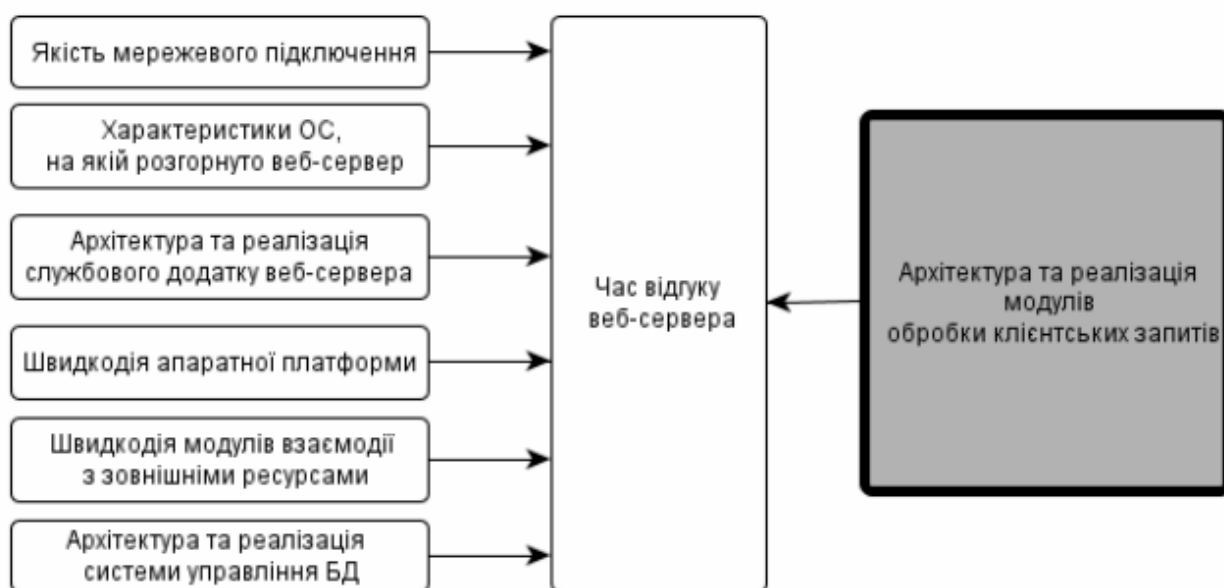 Якість мережевого підключення
Характеристики ОС,
на якій розгорнуто веб-сервер
Архітектура та реалізація
службового додатку веб-сервера
Швидкодія апаратної платформи
Швидкодія модулів взаємодії
з зовнішніми ресурсами
Архітектура та реалізація
системи управління БД
Час відгуку
веб-сервера
Архітектура та реалізація
модулів
обробки клієнтських запитів